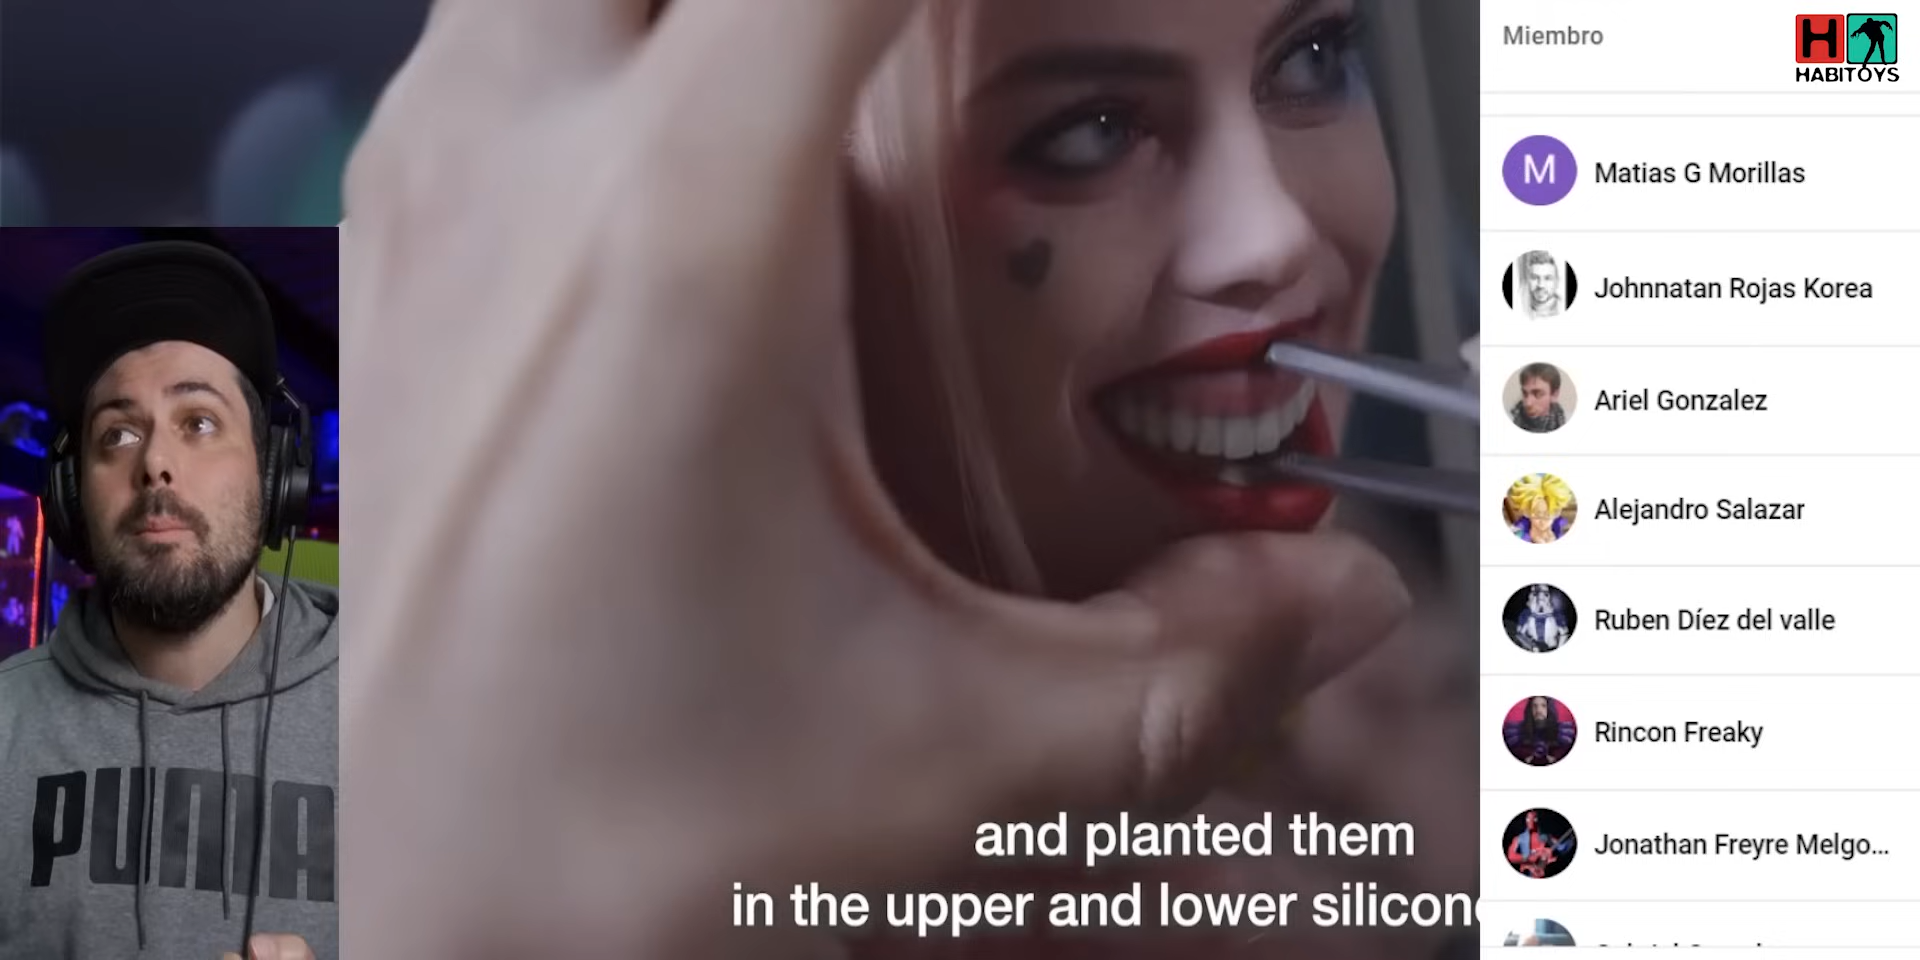 Miembro
H
HABITOYS
M
Matias G Morillas
Johnnatan Rojas Korea
Ariel Gonzalez
Alejandro Salazar
Ruben Díez del valle
Rincon Freaky
Jonathan Freyre Melgo...
PUMA
and planted them
in the upper and lower silicon